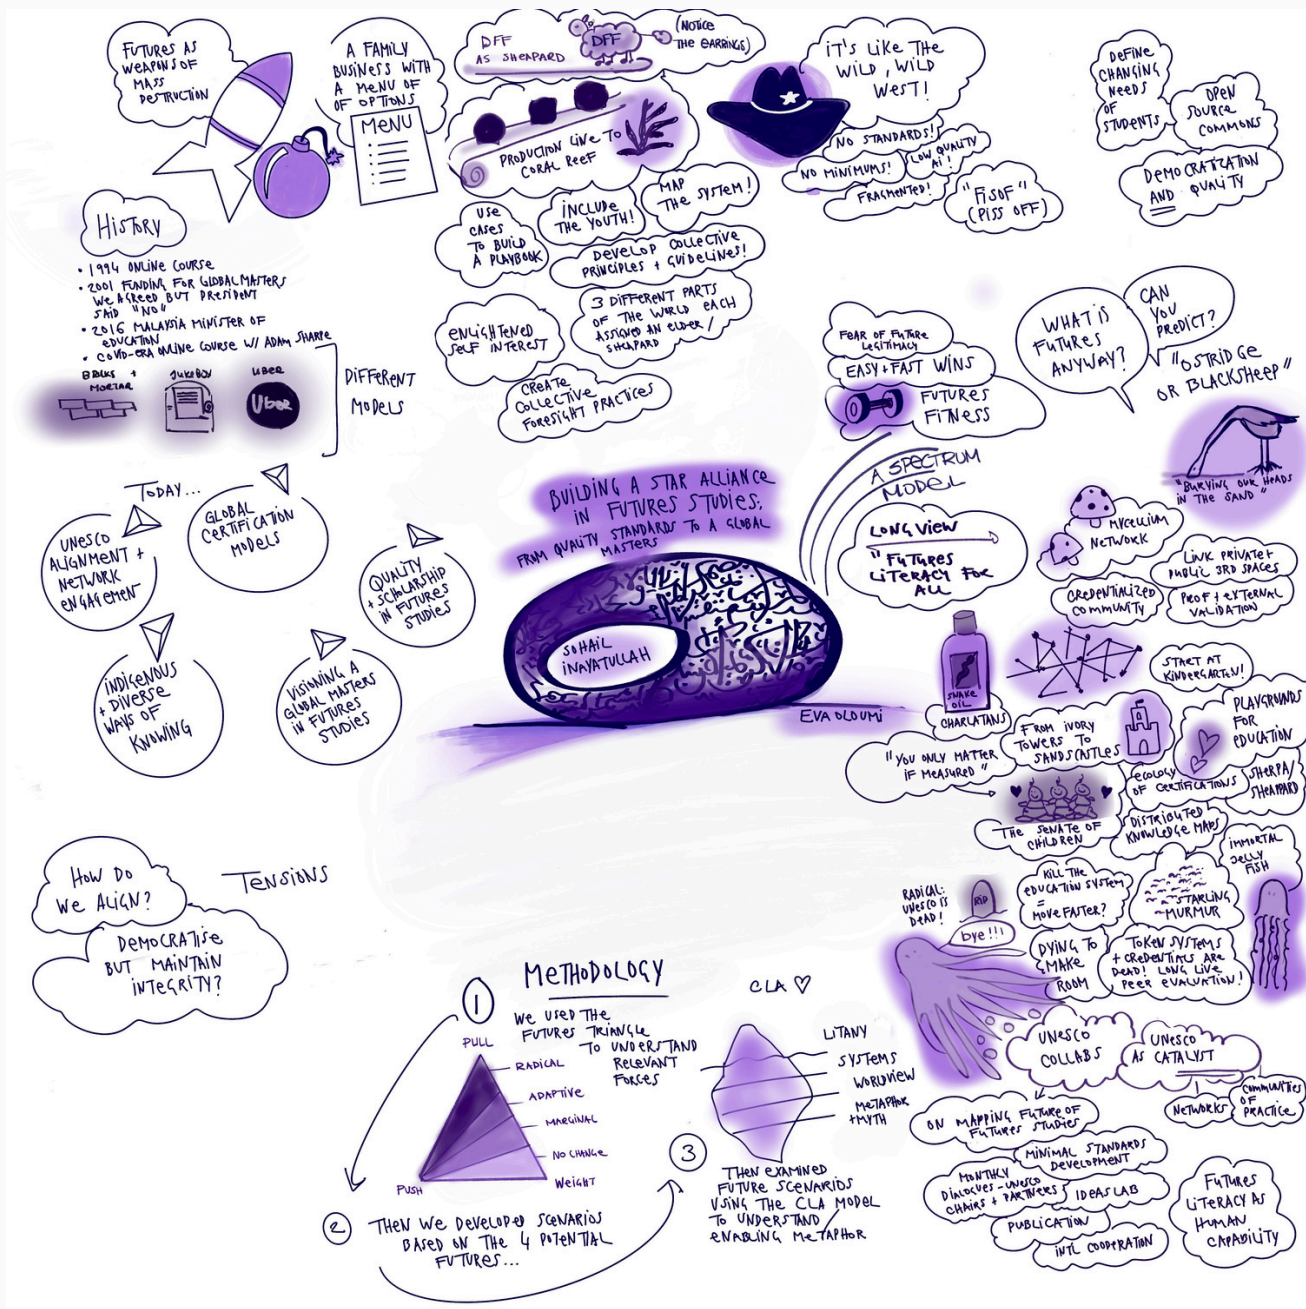 FUTURES AS
WEAPONS OF
MASS
DESTRUCTION
A FAMILY
BUSINESS WITH
A MENU OF
OF OPTIONS
MENU
DFF
AS SHEAPARD
DFF
(NOTICE
THE EARRINGS)
PRODUCTION LINE TO
CORAL REEF
IT'S LIKE THE
WILD, WILD
WEST!
NO STANDARDS!
NO MINIMUMS!
LOW QUALITY
FRAGMENTED!
"FISOF"
(PISS OFF)
DEFINE
CHANGING
NEEDS
OF
STUDENTS
OPEN
SOURCE
COMMONS
DEMOCRATIZATION
AND QUALITY
HISTORY
• 1994 ONLINE COURSE
• 2001 FUNDING FOR GLOBAL MASTERS
WE AGREED BUT PRESIDENT
SAID "NO"
• 2016 MALAYSIA MINISTER OF
EDUCATION
• COVID-ERA ONLINE COURSE W/ ADAM SHARPE
BRICKS +
MORTAR
JUKEBOX
UBER
Uber
DIFFERENT
MODELS
USE
CASES
TO BUILD
A PLAYBOOK
INCLUDE
THE YOUTH!
MAP
THE SYSTEM!
DEVELOP COLLECTIVE
PRINCIPLES + GUIDELINES!
ENLIGHTENED
SELF INTEREST
3 DIFFERENT PARTS
OF THE WORLD EACH
ASSIGNED AN ELDER/
SHEAPARD
CREATE
COLLECTIVE
FORESIGHT PRACTICES
FEAR OF FUTURE
LEGITIMACY
EASY + FAST WINS
FUTURES
FITNESS
WHAT IS
FUTURES
ANYWAY?
CAN
YOU
PREDICT?
"OSTRIDGE
OR BLACKSHEEP"
"BURYING OUR HEADS
IN THE SAND"
TODAY...
UNESCO
ALIGNMENT +
NETWORK
ENGAGEMENT
GLOBAL
CERTIFICATION
MODELS
QUALITY
+ SCHOLARSHIP
IN FUTURES
STUDIES
INDIGENOUS
+ DIVERSE
WAYS OF
KNOWING
VISIONING A
GLOBAL MASTERS
IN FUTURES
STUDIES
BUILDING A STAR ALLIANCE
IN FUTURES STUDIES:
FROM QUALITY STANDARDS TO A GLOBAL
MASTERS
SOHAIL
INAYATULLAH
EVA OLOUMI
A SPECTRUM
MODEL
LONG VIEW
"FUTURES
LITERACY FOR
ALL
MYCELLIUM
NETWORK
LINK PRIVATE +
PUBLIC 3RD SPACES
CREDENTIALIZED
COMMUNITY
PROF + EXTERNAL
VALIDATION
SNAKE
OIL
CHARLATANS
START AT
KINDERGARTEN!
"YOU ONLY MATTER
IF MEASURED"
FROM IVORY
TOWERS TO
SANDSCASTLES
PLAYGROUNDS
FOR
EDUCATION
ECOLOGY
OF CERTIFICATIONS
SHERPA/
SHEAPPARD
THE SENATE OF
CHILDREN
DISTRIBUTED
KNOWLEDGE MAPS
IMMORTAL
JELLY
FISH
HOW DO
WE ALIGN?
TENSIONS
DEMOCRATISE
BUT MAINTAIN
INTEGRITY?
RADICAL:
UNESCO IS
DEAD!
RIP
bye!!!
KILL THE
EDUCATION SYSTEM
=
MOVE FASTER?
STARLING
~MURMUR
DYING TO
MAKE
ROOM
TOKEN SYSTEMS
+ CREDENTIALS ARE
DEAD! LONG LIVE
PEER EVALUATION!
UNESCO
COLLABS
UNESCO
AS CATALYST
NETWORKS
COMMUNITIES
OF
PRACTICE
ON MAPPING FUTURE OF
FUTURES STUDIES
MINIMAL STANDARDS
DEVELOPMENT
MONTHLY
DIALOGUES-UNESCO
CHAIRS + PARTNERS
IDEAS LAB
PUBLICATION
INTL COOPERATION
FUTURES
LITERACY AS
HUMAN
CAPABILITY
METHODOLOGY
1
WE USED THE
FUTURES TRIANGLE
TO UNDERSTAND
RELEVANT
FORCES
PULL
RADICAL
ADAPTIVE
MARGINAL
NO CHANGE
WEIGHT
PUSH
2
THEN WE DEVELOPED SCENARIOS
BASED ON THE 4 POTENTIAL
FUTURES...
CLA
LITANY
SYSTEMS
WORLDVIEW
METAPHOR
+ MYTH
3
THEN EXAMINED
FUTURE SCENARIOS
USING THE CLA MODEL
TO UNDERSTAND/
ENABLING METAPHOR